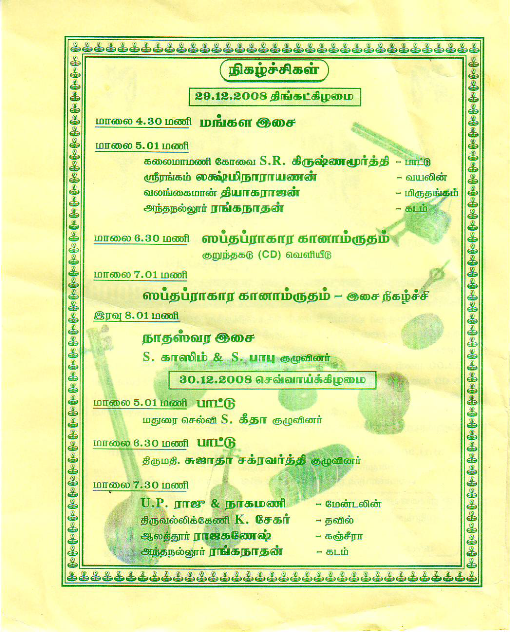 நிகழ்ச்சிகள்
29.12.2008 திங்கட்கிழமை
மாலை 4.30 மணி மங்கள இசை
மாலை 5.01 மணி
கலைமாமணி கோவை S.R. கிருஷ்ணமூர்த்தி – பாட்டு
ஸ்ரீரங்கம் லக்ஷ்மிநாராயணன் – வயலின்
வலங்கைமான் தியாகராஜன் – மிருதங்கம்
அந்தநல்லூர் ரங்கநாதன் – கடம்
மாலை 6.30 மணி ஸப்தப்ராகார கானாம்ருதம்
குறுந்தகடு (CD) வெளியீடு
மாலை 7.01 மணி
ஸப்தப்ராகார கானாம்ருதம் – இசை நிகழ்ச்சி
இரவு 8.01 மணி
நாதஸ்வர இசை
S. காஸிம் & S. பாபு குழுவினர்
30.12.2008 செவ்வாய்க்கிழமை
மாலை 5.01 மணி பாட்டு
மதுரை செல்வி S. கீதா குழுவினர்
மாலை 6.30 மணி பாட்டு
திருமதி. சுஜாதா சக்ரவர்த்தி குழுவினர்
மாலை 7.30 மணி
U.P. ராஜு & நாகமணி – மேன்டலின்
திருவல்லிக்கேணி K. சேகர் – தவில்
ஆலத்தூர் ராஜகணேஷ் – கஞ்சீரா
அந்தநல்லூர் ரங்கநாதன் – கடம்